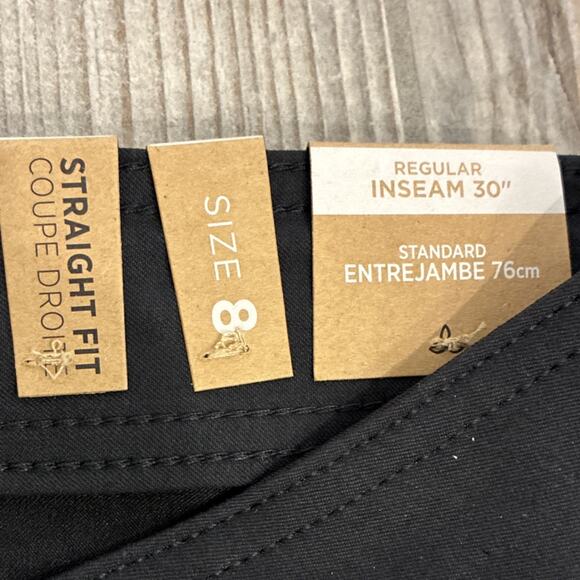 STRAIGHT FIT
COUPE DROITE
SIZE 8
REGULAR
INSEAM 30"
STANDARD
ENTREJAMBE 76cm